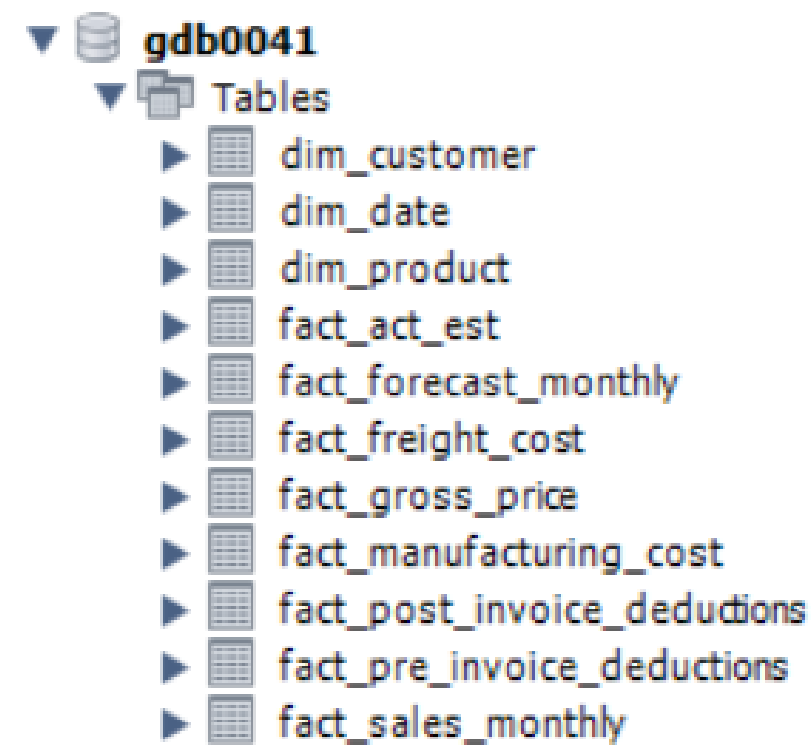 gdb0041
Tables
dim_customer
dim_date
dim_product
fact_act_est
fact_forecast_monthly
fact_freight_cost
fact_gross_price
fact_manufacturing_cost
fact_post_invoice_deductions
fact_pre_invoice_deductions
fact_sales_monthly